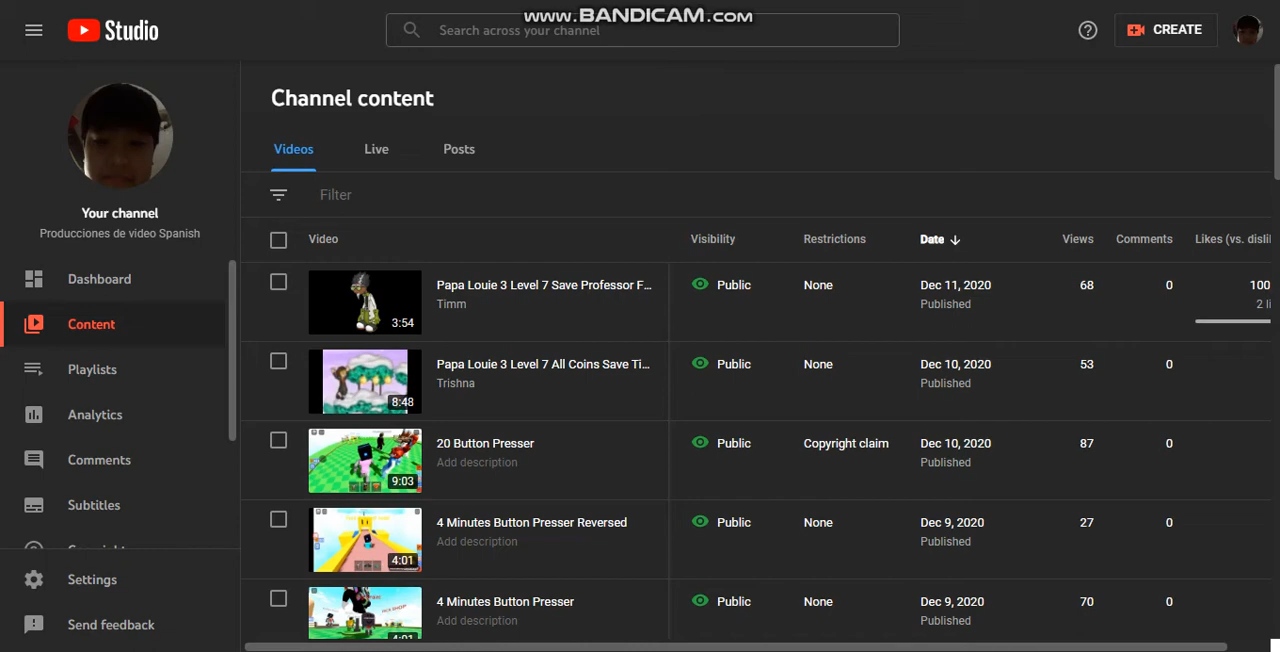 www.BANDICAM.com
Studio
Search across your channel
CREATE
Your channel
Producciones de video Spanish
Dashboard
Content
Playlists
Analytics
Comments
Subtitles
Settings
Send feedback
Channel content
Videos Live Posts
Filter
Video Visibility Restrictions Date Views Comments Likes (vs. disli
Papa Louie 3 Level 7 Save Professor F... Public None Dec 11, 2020 68 0 100
Timm Published 2 li
3:54
Papa Louie 3 Level 7 All Coins Save Ti... Public None Dec 10, 2020 53 0
Trishna Published
8:48
20 Button Presser Public Copyright claim Dec 10, 2020 87 0
Add description Published
9:03
4 Minutes Button Presser Reversed Public None Dec 9, 2020 27 0
Add description Published
4:01
4 Minutes Button Presser Public None Dec 9, 2020 70 0
Add description Published
4:01